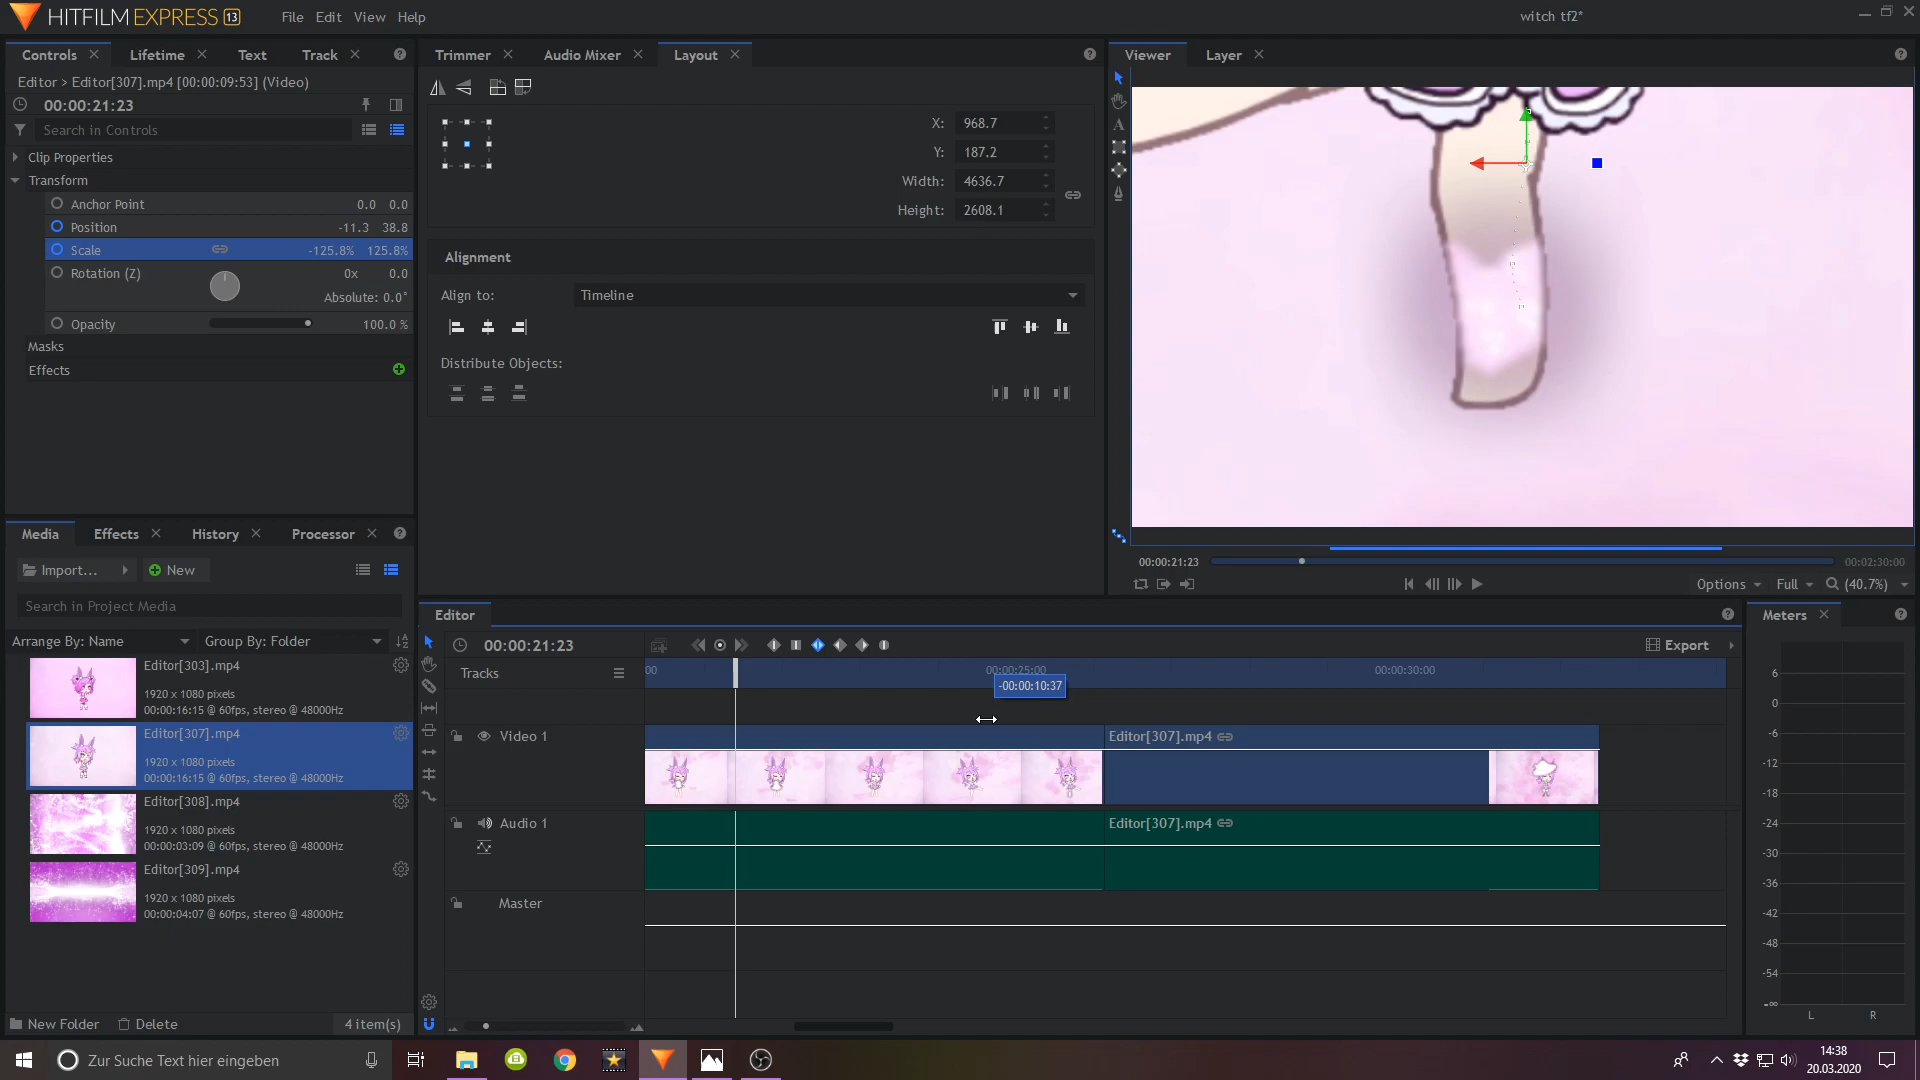 HITFILM EXPRESS 13
File Edit View Help
witch tf2*
Controls Lifetime Text Track
Trimmer Audio Mixer Layout
Viewer Layer
Editor > Editor[307].mp4 [00:00:09:53] (Video)
00:00:21:23
Search in Controls
Clip Properties
Transform
Anchor Point 0.0 0.0
Position -11.3 38.8
Scale -125.8% 125.8%
Rotation (Z) 0x 0.0
Absolute: 0.0°
Opacity 100.0 %
Masks
Effects
X: 968.7
Y: 187.2
Width: 4636.7
Height: 2608.1
Alignment
Align to: Timeline
Distribute Objects:
00:00:21:23
00:02:30:00
Options Full (40.7%)
Media Effects History Processor
Import... New
Search in Project Media
Arrange By: Name Group By: Folder
Editor[303].mp4
1920 x 1080 pixels
00:00:16:15 @ 60fps, stereo @ 48000Hz
Editor[307].mp4
1920 x 1080 pixels
00:00:16:15 @ 60fps, stereo @ 48000Hz
Editor[308].mp4
1920 x 1080 pixels
00:00:03:09 @ 60fps, stereo @ 48000Hz
Editor[309].mp4
1920 x 1080 pixels
00:00:04:07 @ 60fps, stereo @ 48000Hz
New Folder Delete 4 item(s)
Editor
00:00:21:23
Export
Tracks
00 00:00:25:00 00:00:30:00
-00:00:10:37
Video 1
Editor[307].mp4
Audio 1
Editor[307].mp4
Master
Meters
6
0
-6
-12
-18
-24
-30
-36
-42
-48
-54
-∞
L R
Zur Suche Text hier eingeben
14:38
20.03.2020